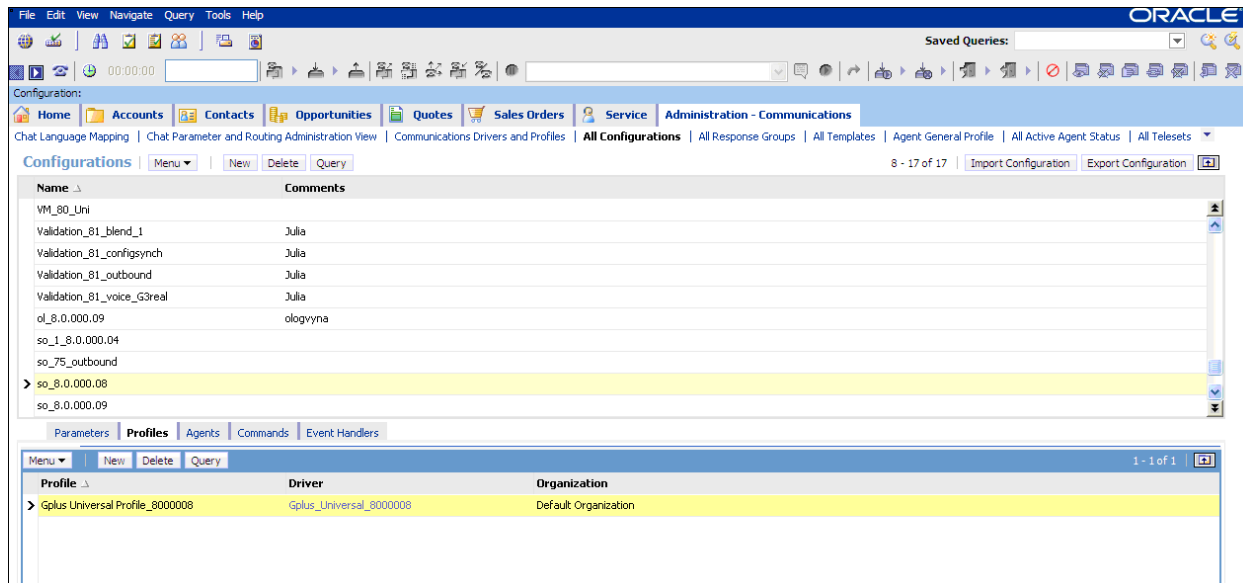 File Edit View Navigate Query Tools Help
ORACLE
Saved Queries:
00:00:00
Configuration:
Home Accounts Contacts Opportunities Quotes Sales Orders Service Administration - Communications
Chat Language Mapping | Chat Parameter and Routing Administration View | Communications Drivers and Profiles | All Configurations | All Response Groups | All Templates | Agent General Profile | All Active Agent Status | All Telesets
Configurations Menu New Delete Query 8 - 17 of 17 Import Configuration Export Configuration
Name Comments
VM_80_Uni
Validation_81_blend_1 Julia
Validation_81_configsynch Julia
Validation_81_outbound Julia
Validation_81_voice_G3real Julia
ol_8.0.000.09 ologvyna
so_1_8.0.000.04
so_75_outbound
so_8.0.000.08
so_8.0.000.09
Parameters Profiles Agents Commands Event Handlers
Menu New Delete Query 1 - 1 of 1
Profile Driver Organization
Gplus Universal Profile_8000008 Gplus_Universal_8000008 Default Organization